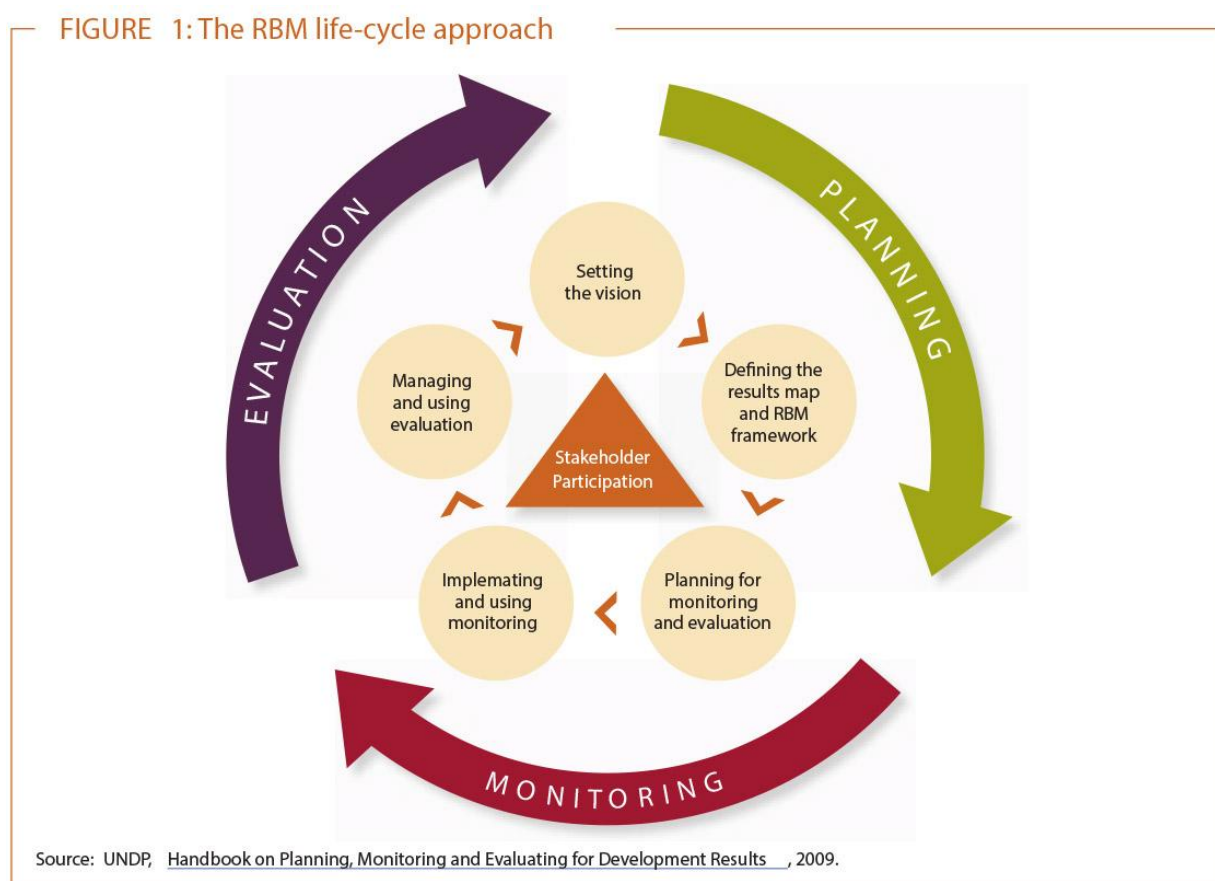 FIGURE 1: The RBM life-cycle approach
EVALUATION
PLANNING
Setting
the vision
Defining the
results map
and RBM
framework
Managing
and using
evaluation
Stakeholder
Participation
Implemating
and using
monitoring
Planning for
monitoring
and evaluation
MONITORING
Source: UNDP, Handbook on Planning, Monitoring and Evaluating for Development Results, 2009.